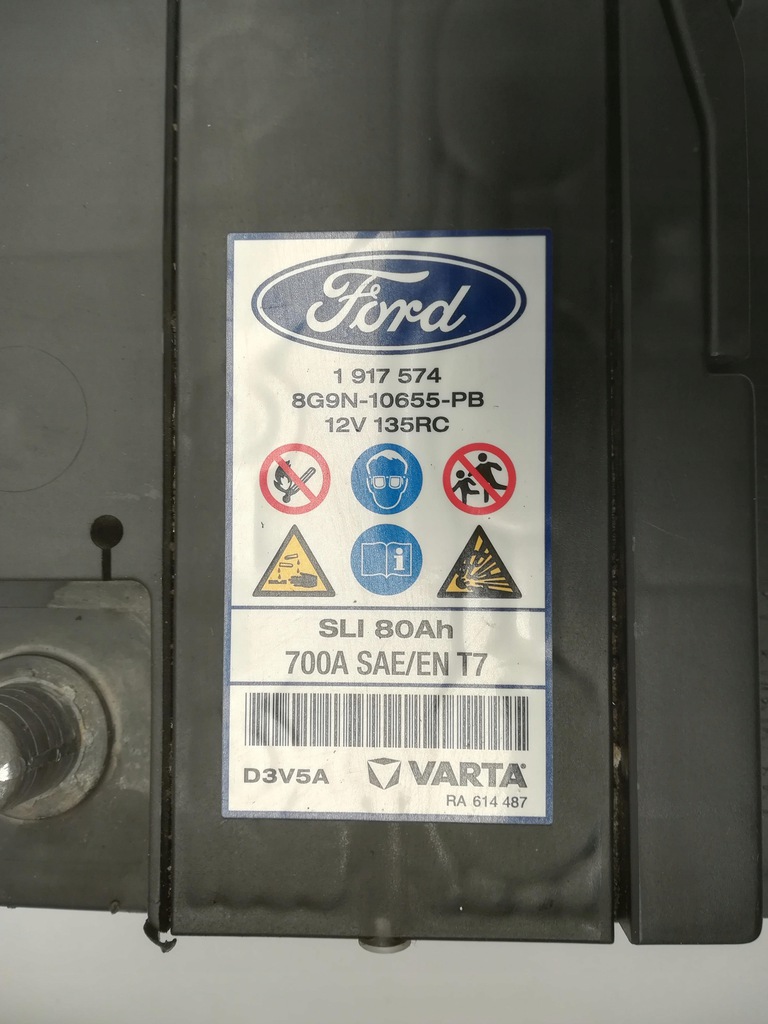 Ford
1 917 574
8G9N-10655-PB
12V 135RC
i
SLI 80Ah
700A SAE/EN T7
D3V5A VARTA
RA 614 487